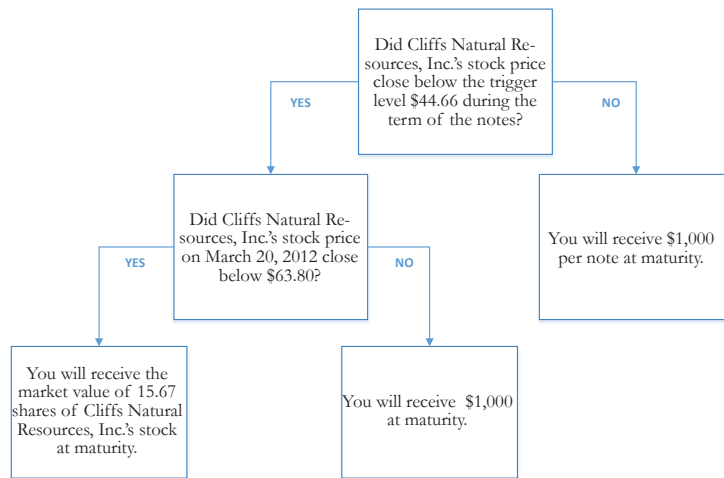 Did Cliffs Natural Re-
sources, Inc.'s stock price
close below the trigger
level $44.66 during the
term of the notes?
YES
NO
Did Cliffs Natural Re-
sources, Inc.'s stock price
on March 20, 2012 close
below $63.80?
You will receive $1,000
per note at maturity.
YES
NO
You will receive the
market value of 15.67
shares of Cliffs Natural
Resources, Inc.'s stock
at maturity.
You will receive $1,000
at maturity.